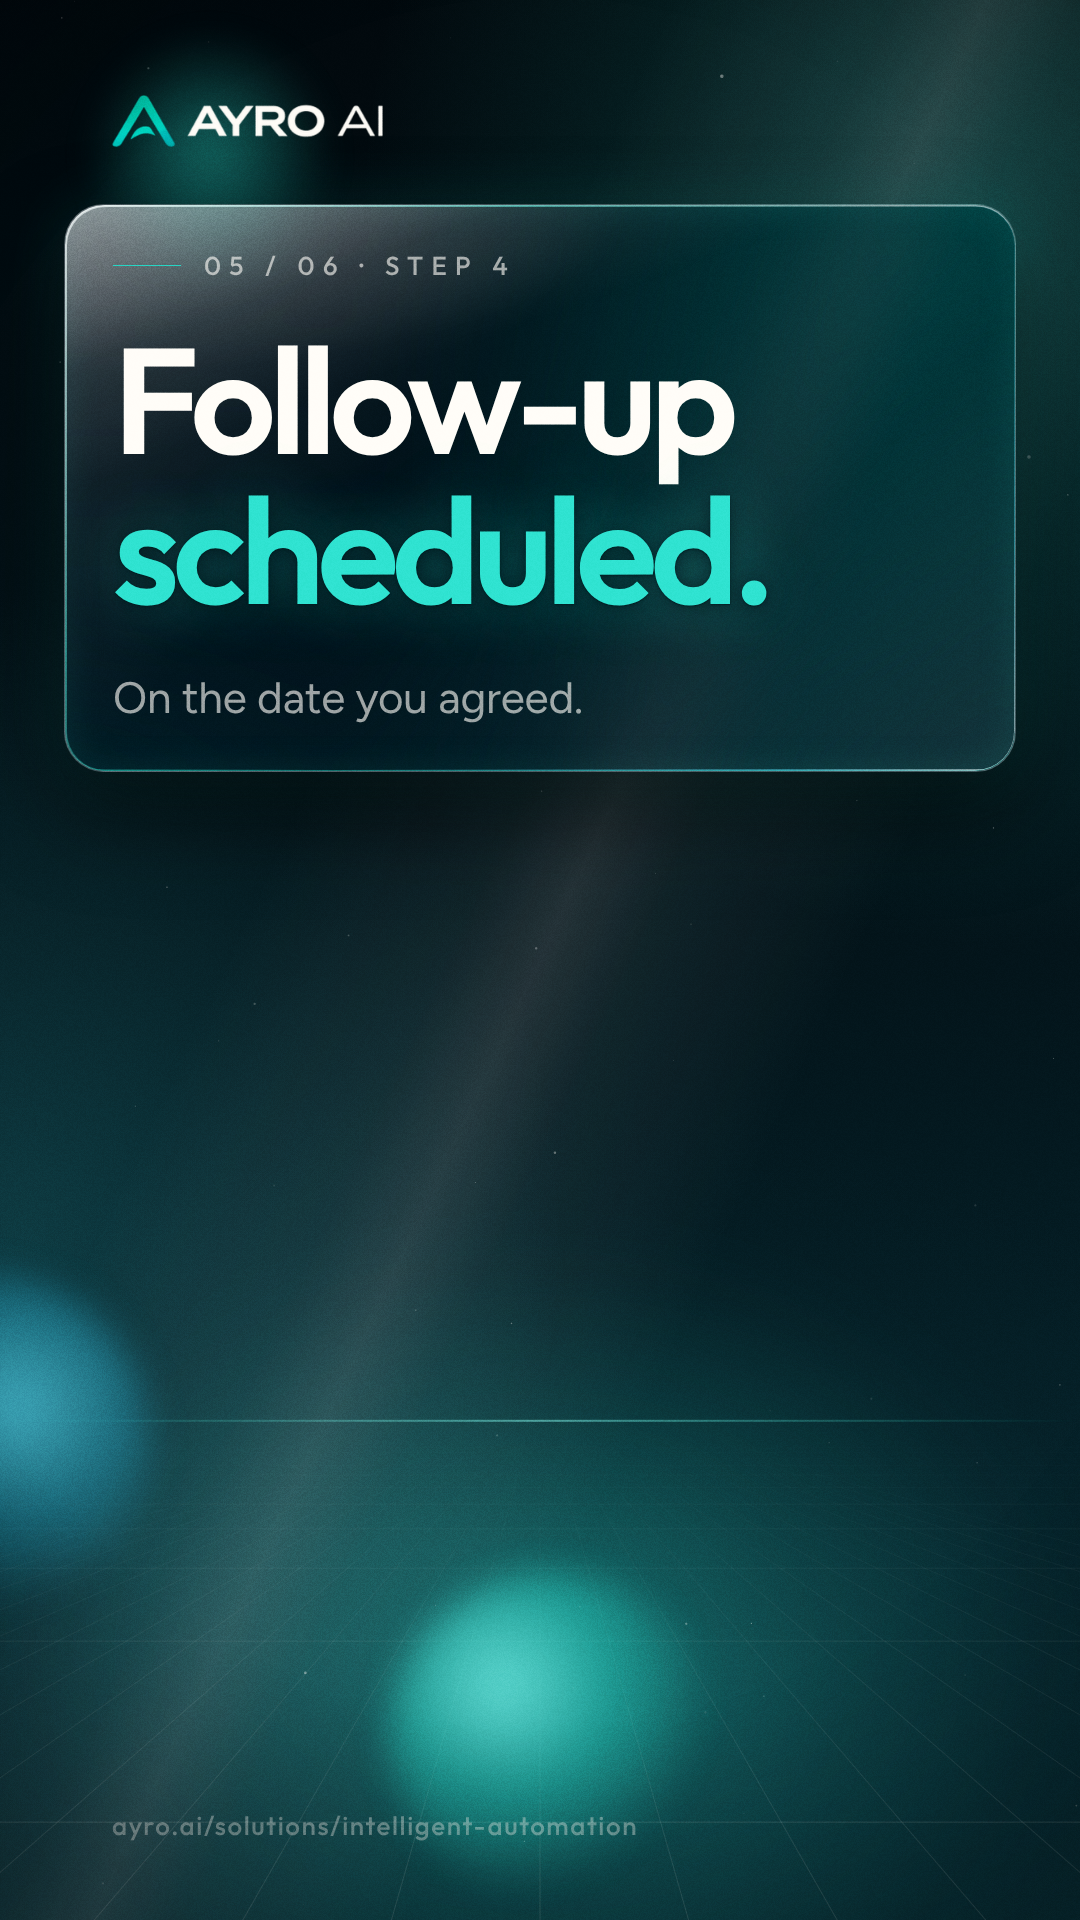 AYRO AI
05 / 06 · STEP 4
Follow-up
scheduled.
On the date you agreed.
ayro.ai/solutions/intelligent-automation